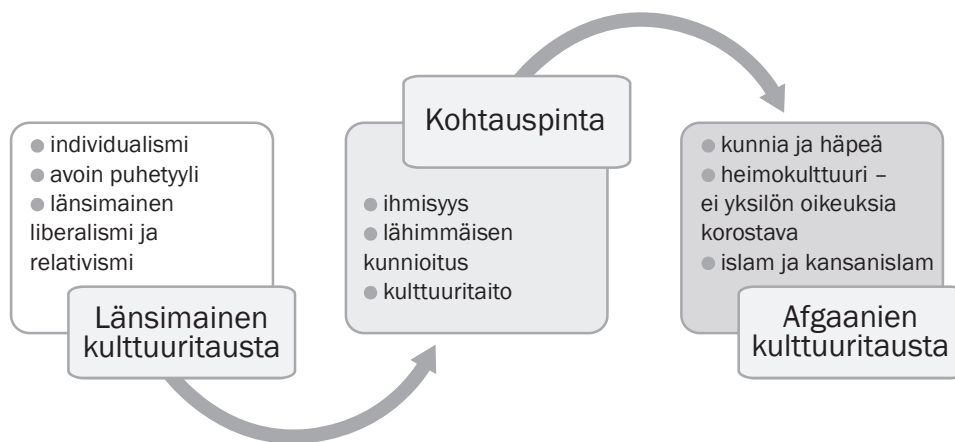 ● individualismi
● avoin puhetyyli
● länsimainen
liberalismi ja
relativismi
Länsimainen
kulttuuritausta
Kohtauspinta
● ihmisyys
● lähimmäisen
kunnioitus
● kulttuuritaito
● kunnia ja häpeä
● heimokulttuuri –
ei yksilön oikeuksia
korostava
● islam ja kansanislam
Afgaanien
kulttuuritausta